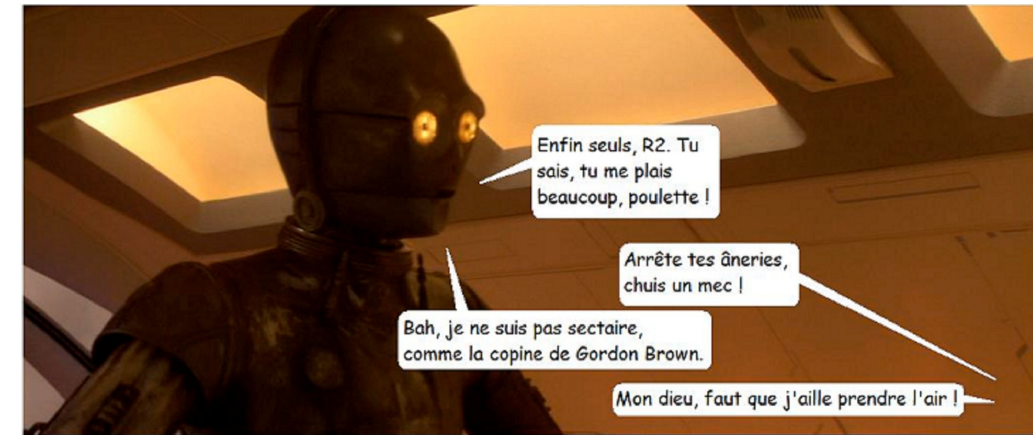 Enfin seuls, R2. Tu
sais, tu me plais
beaucoup, poulette !
Arrête tes âneries,
chuis un mec !
Bah, je ne suis pas sectaire,
comme la copine de Gordon Brown.
Mon dieu, faut que j'aille prendre l'air !